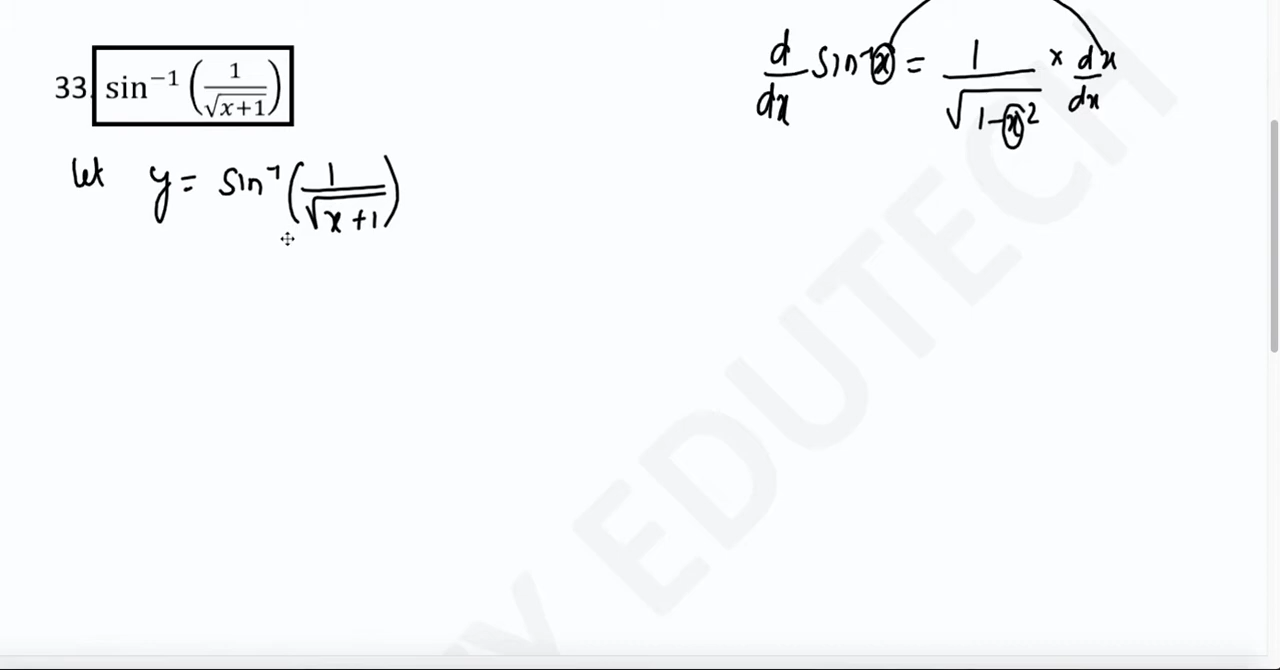 33. sin⁻¹ (1/√(x+1))
d/dx sin⁻¹x = 1/√(1-x²) × dx/dx
let y = sin⁻¹ (1/√(x+1))
Y EDUTECH